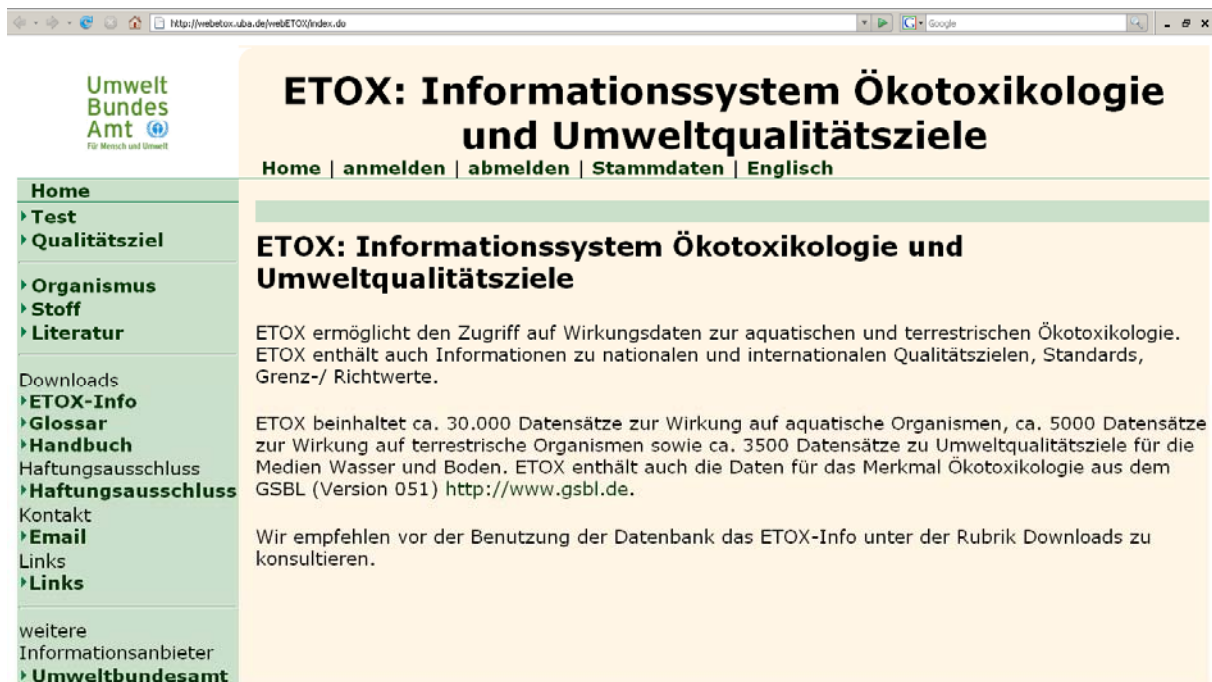 http://webetox.uba.de/webETOX/index.do
Google
Umwelt
Bundes
Amt
Für Mensch und Umwelt
ETOX: Informationssystem Ökotoxikologie
und Umweltqualitätsziele
Home | anmelden | abmelden | Stammdaten | Englisch
Home
Test
Qualitätsziel
Organismus
Stoff
Literatur
Downloads
ETOX-Info
Glossar
Handbuch
Haftungsausschluss
Haftungsausschluss
Kontakt
Email
Links
Links
weitere
Informationsanbieter
Umweltbundesamt
ETOX: Informationssystem Ökotoxikologie und
Umweltqualitätsziele
ETOX ermöglicht den Zugriff auf Wirkungsdaten zur aquatischen und terrestrischen Ökotoxikologie.
ETOX enthält auch Informationen zu nationalen und internationalen Qualitätszielen, Standards,
Grenz-/ Richtwerte.
ETOX beinhaltet ca. 30.000 Datensätze zur Wirkung auf aquatische Organismen, ca. 5000 Datensätze
zur Wirkung auf terrestrische Organismen sowie ca. 3500 Datensätze zu Umweltqualitätsziele für die
Medien Wasser und Boden. ETOX enthält auch die Daten für das Merkmal Ökotoxikologie aus dem
GSBL (Version 051) http://www.gsbl.de.
Wir empfehlen vor der Benutzung der Datenbank das ETOX-Info unter der Rubrik Downloads zu
konsultieren.